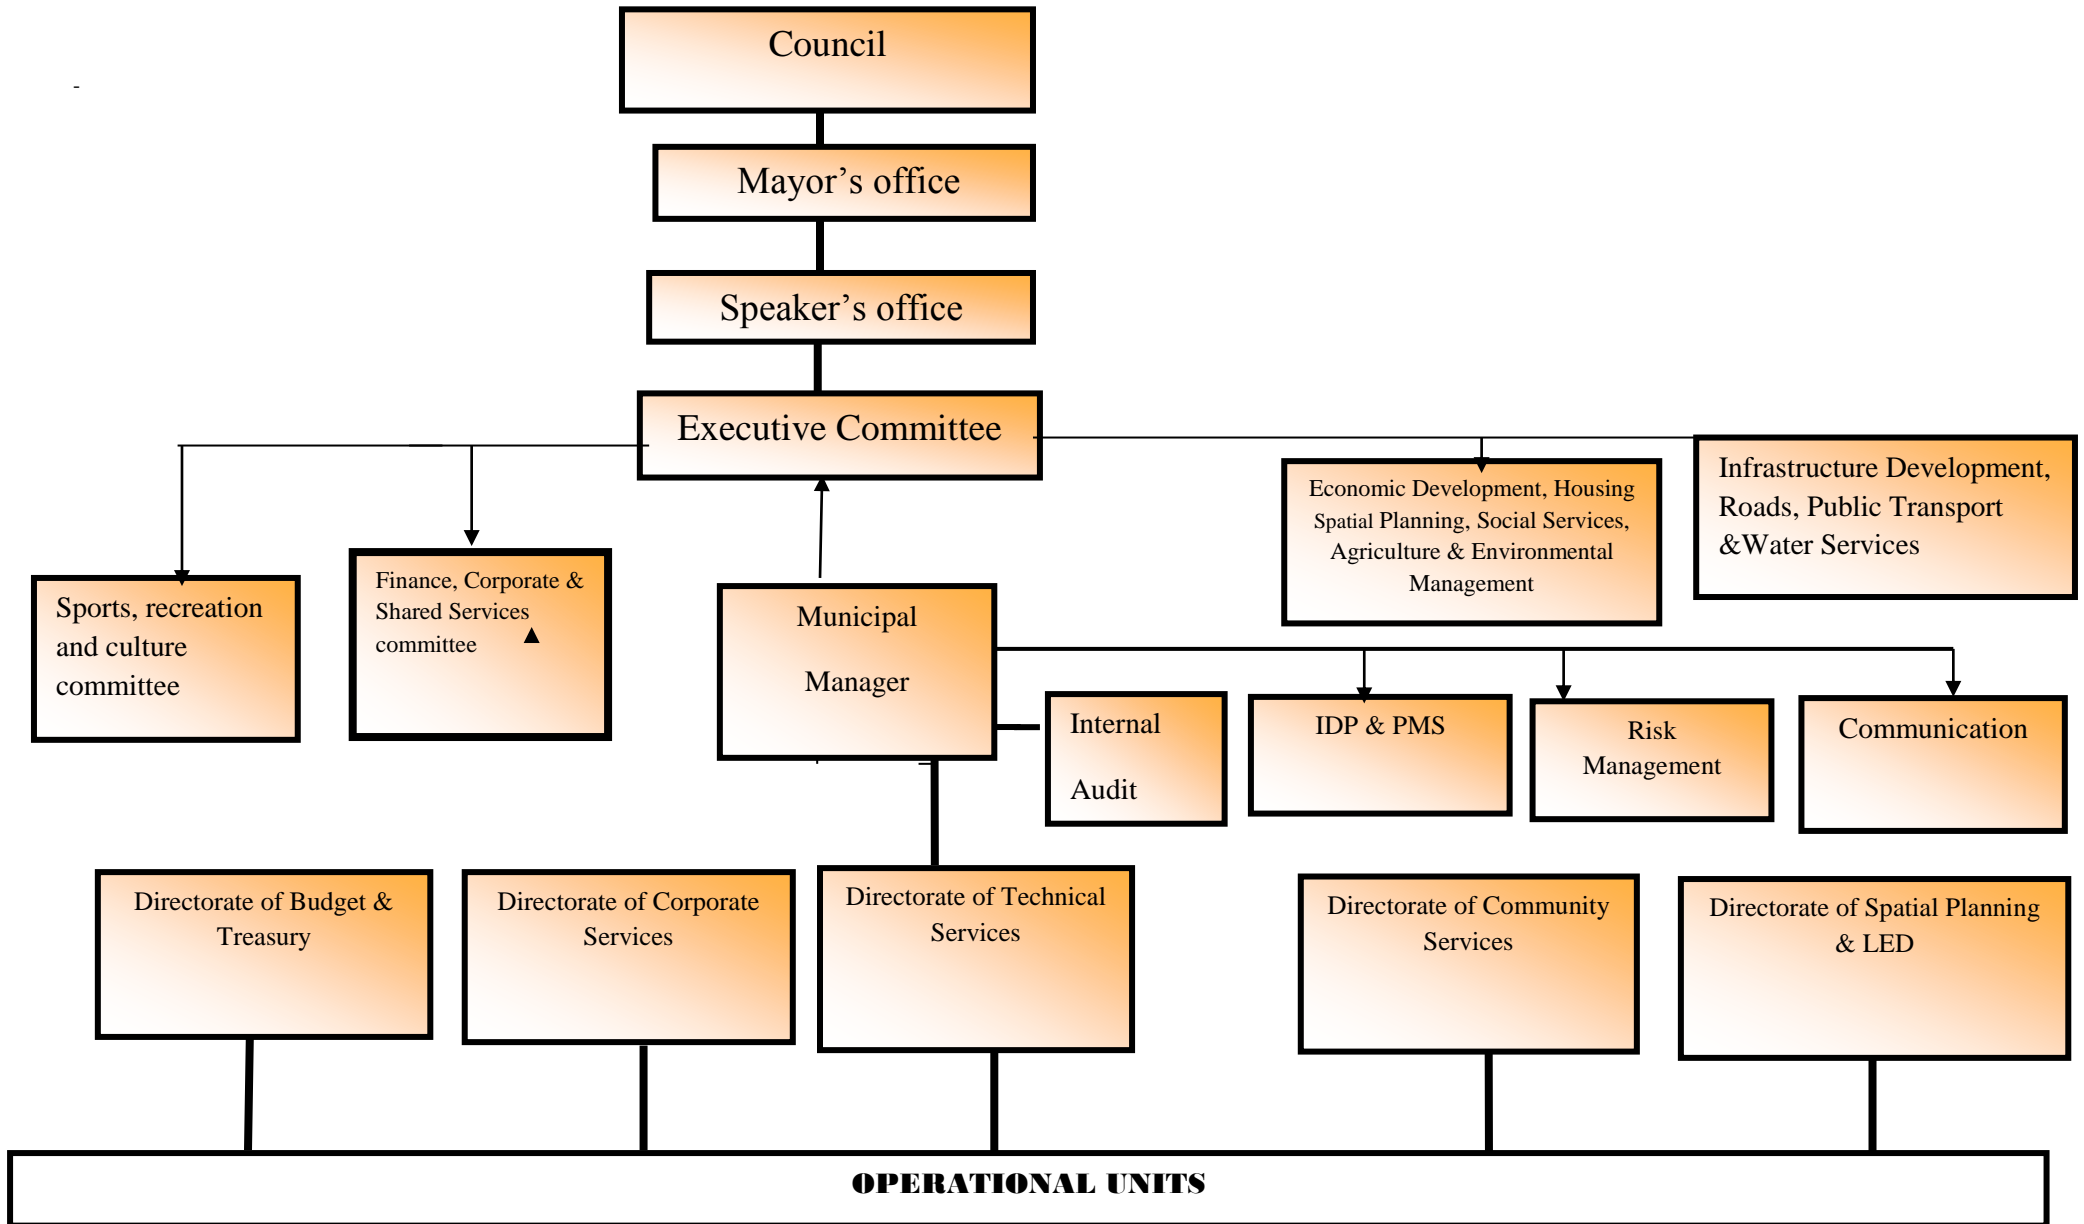 -
Council
Mayor’s office
Speaker’s office
Executive Committee
Sports, recreation
and culture
committee
Finance, Corporate &
Shared Services
committee
Economic Development, Housing
Spatial Planning, Social Services,
Agriculture & Environmental
Management
Infrastructure Development,
Roads, Public Transport
&Water Services
Municipal
Manager
Internal
Audit
IDP & PMS
Risk
Management
Communication
Directorate of Budget &
Treasury
Directorate of Corporate
Services
Directorate of Technical
Services
Directorate of Community
Services
Directorate of Spatial Planning
& LED
OPERATIONAL UNITS